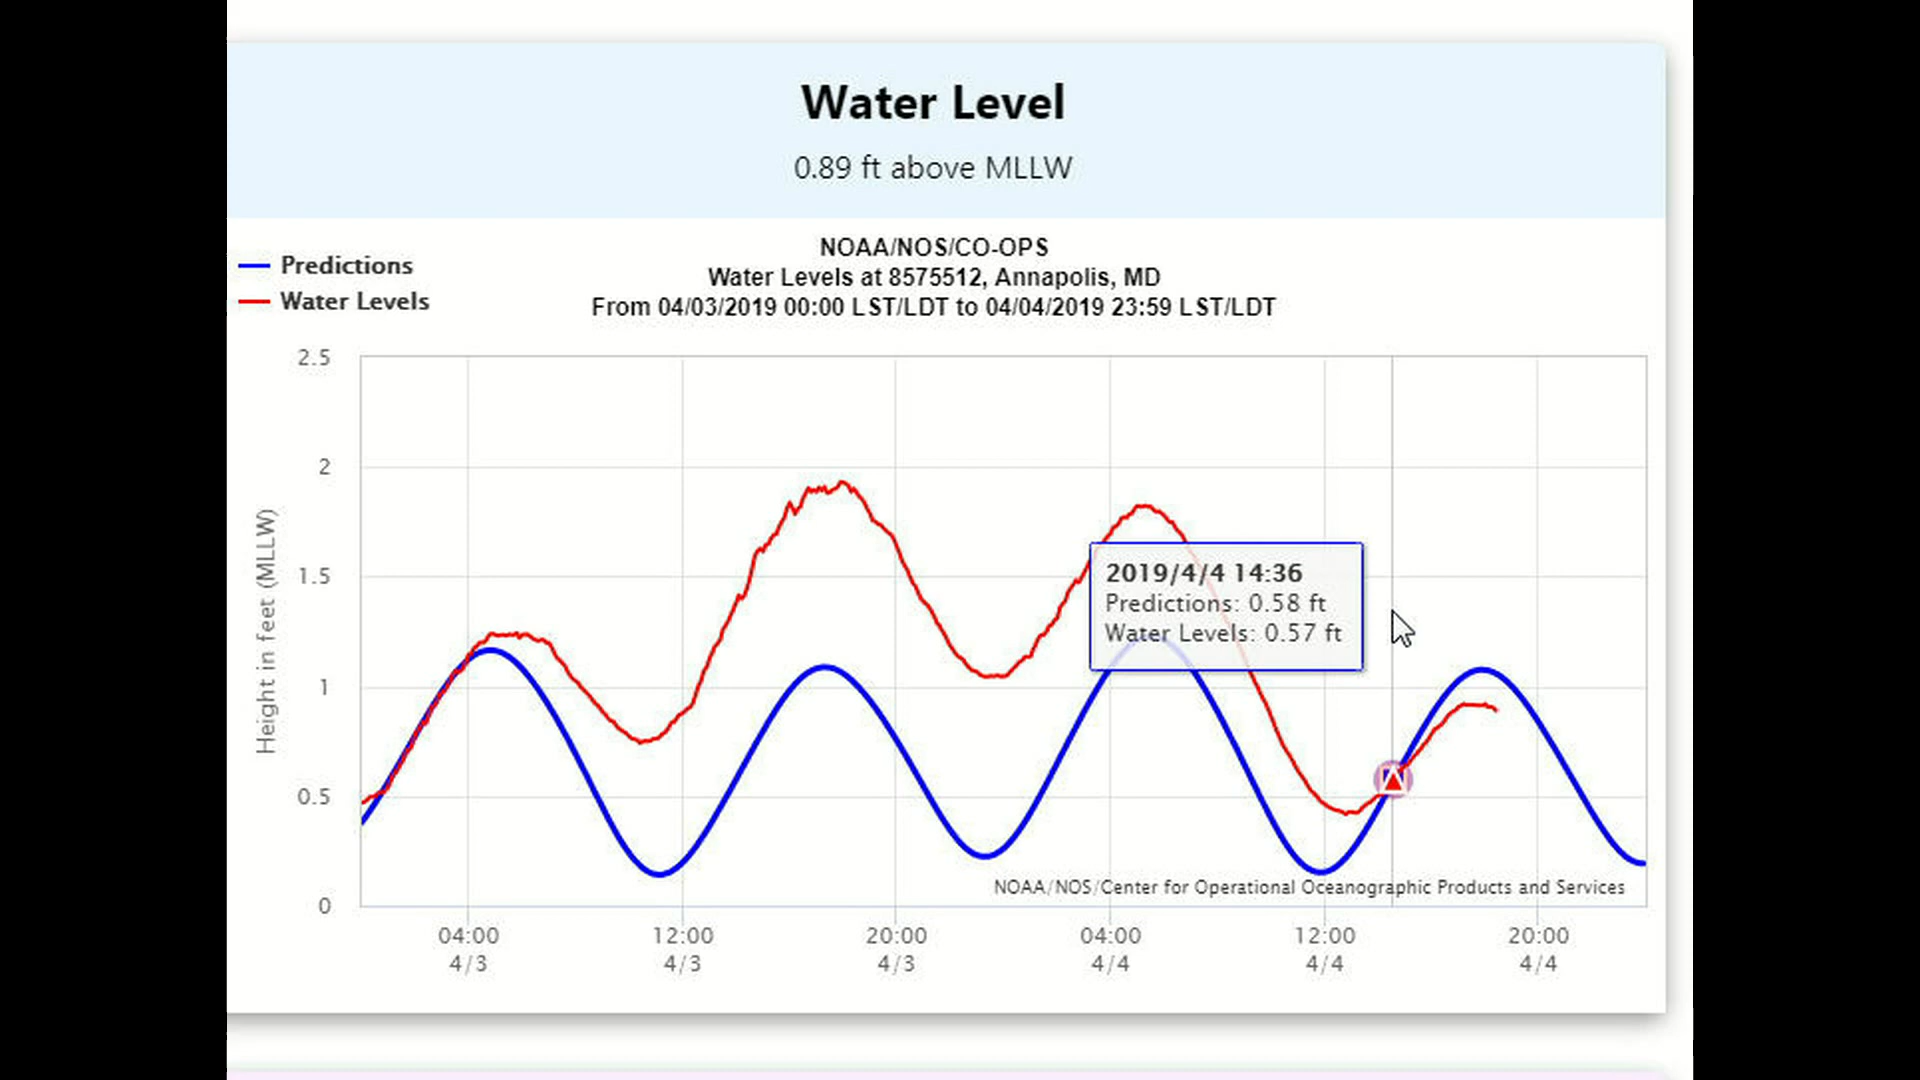 Water Level
0.89 ft above MLLW
NOAA/NOS/CO-OPS
Water Levels at 8575512, Annapolis, MD
From 04/03/2019 00:00 LST/LDT to 04/04/2019 23:59 LST/LDT
Predictions
Water Levels
Height in feet (MLLW)
2.5
2
1.5
1
0.5
0
2019/4/4 14:36
Predictions: 0.58 ft
Water Levels: 0.57 ft
NOAA/NOS/Center for Operational Oceanographic Products and Services
04:00 12:00 20:00 04:00 12:00 20:00
4/3 4/3 4/3 4/4 4/4 4/4